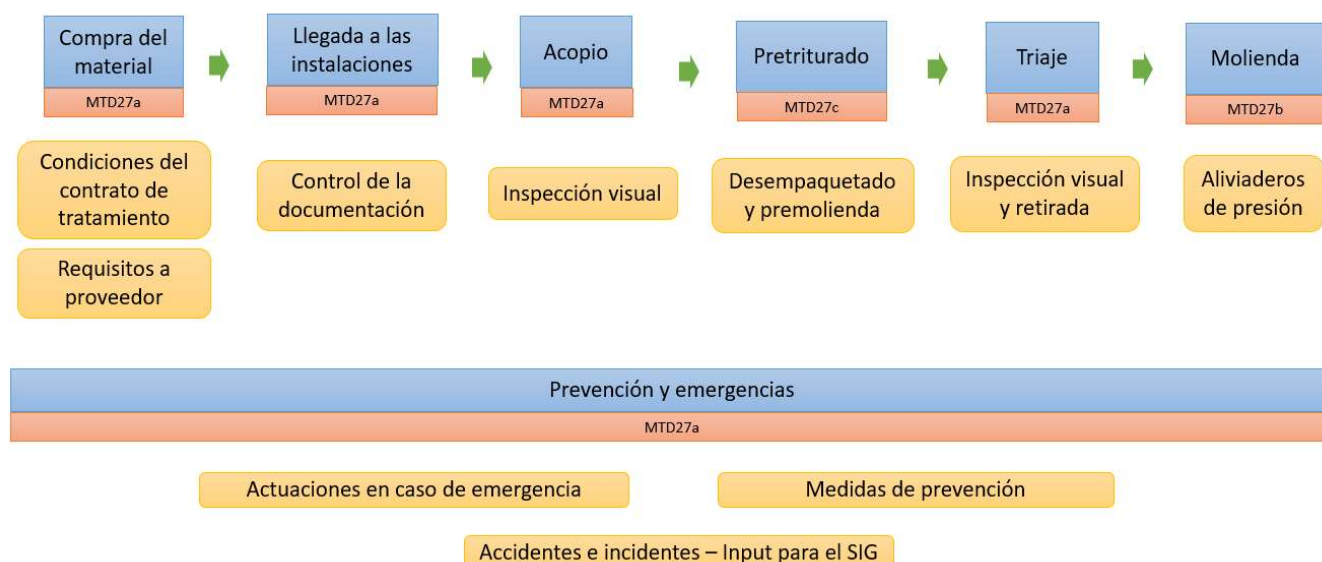 Compra del
material
MTD27a
Llegada a las
instalaciones
MTD27a
Acopio
MTD27a
Pretriturado
MTD27c
Triaje
MTD27a
Molienda
MTD27b
Condiciones del
contrato de
tratamiento
Requisitos a
proveedor
Control de la
documentación
Inspección visual
Desempaquetado
y premolienda
Inspección visual
y retirada
Aliviaderos
de presión
Prevención y emergencias
MTD27a
Actuaciones en caso de emergencia
Medidas de prevención
Accidentes e incidentes – Input para el SIG